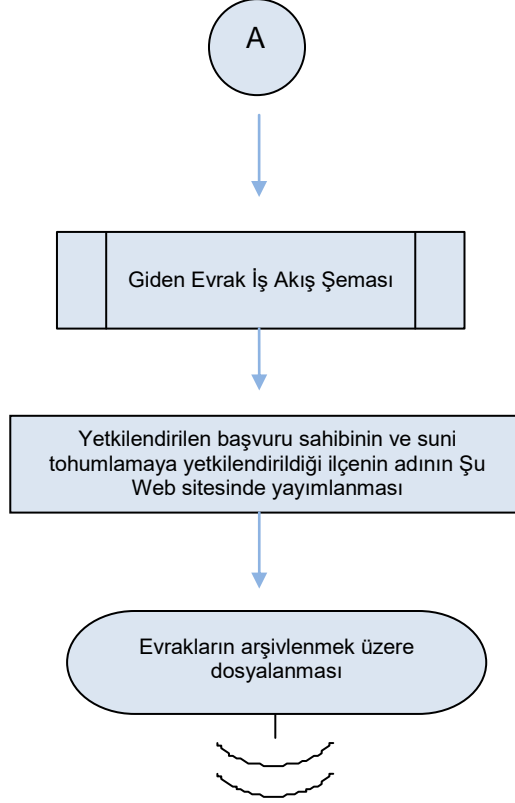 A
Giden Evrak İş Akış Şeması
Yetkilendirilen başvuru sahibinin ve suni
tohumlamaya yetkilendirildiği ilçenin adının Şu
Web sitesinde yayımlanması
Evrakların arşivlenmek üzere
dosyalanması